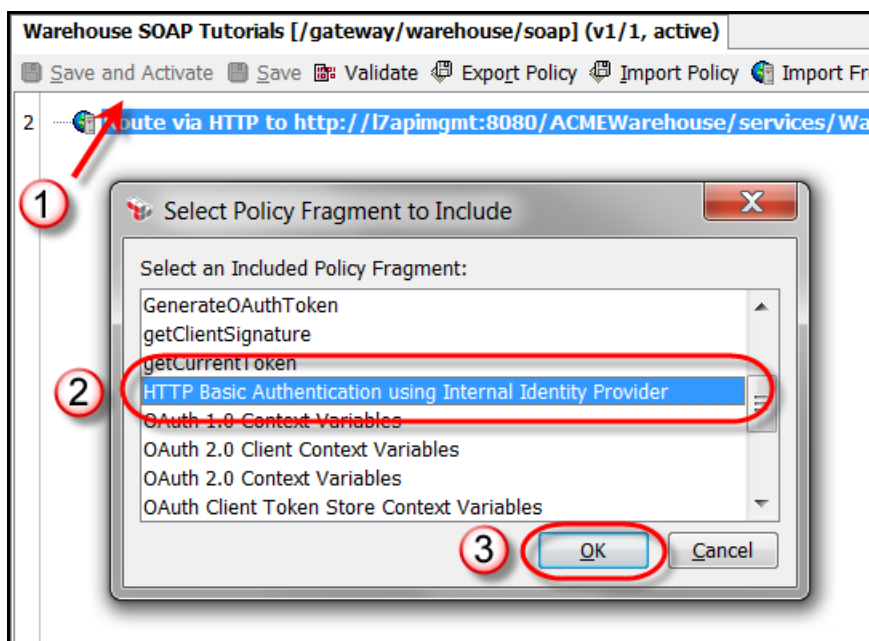 Warehouse SOAP Tutorials [/gateway/warehouse/soap] (v1/1, active)
Save and Activate Save Validate Export Policy Import Policy Import Fr
2 oute via HTTP to http://l7apimgmt:8080/ACMEWarehouse/services/Wa
1
Select Policy Fragment to Include
Select an Included Policy Fragment:
GenerateOAuthToken
getClientSignature
getCurrentToken
2 HTTP Basic Authentication using Internal Identity Provider
OAuth 1.0 Context Variables
OAuth 2.0 Client Context Variables
OAuth 2.0 Context Variables
OAuth Client Token Store Context Variables
3 OK Cancel